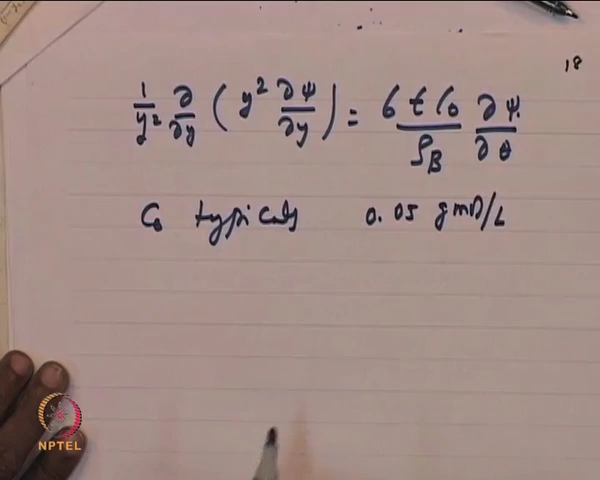 18
1/y² ∂/∂y ( y² ∂ψ/∂y ) = 6 ε C₀/ρ_B ∂ψ/∂θ
C₀ typically 0.05 gmol/L
NPTEL